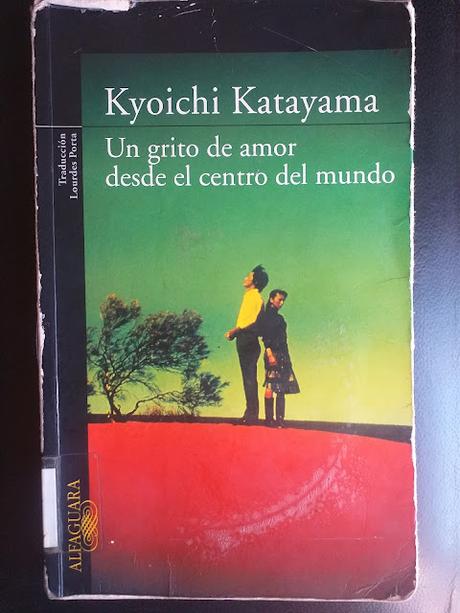 Kyoichi Katayama
Un grito de amor
desde el centro del mundo
Traducción
Lourdes Porta
ALFAGUARA